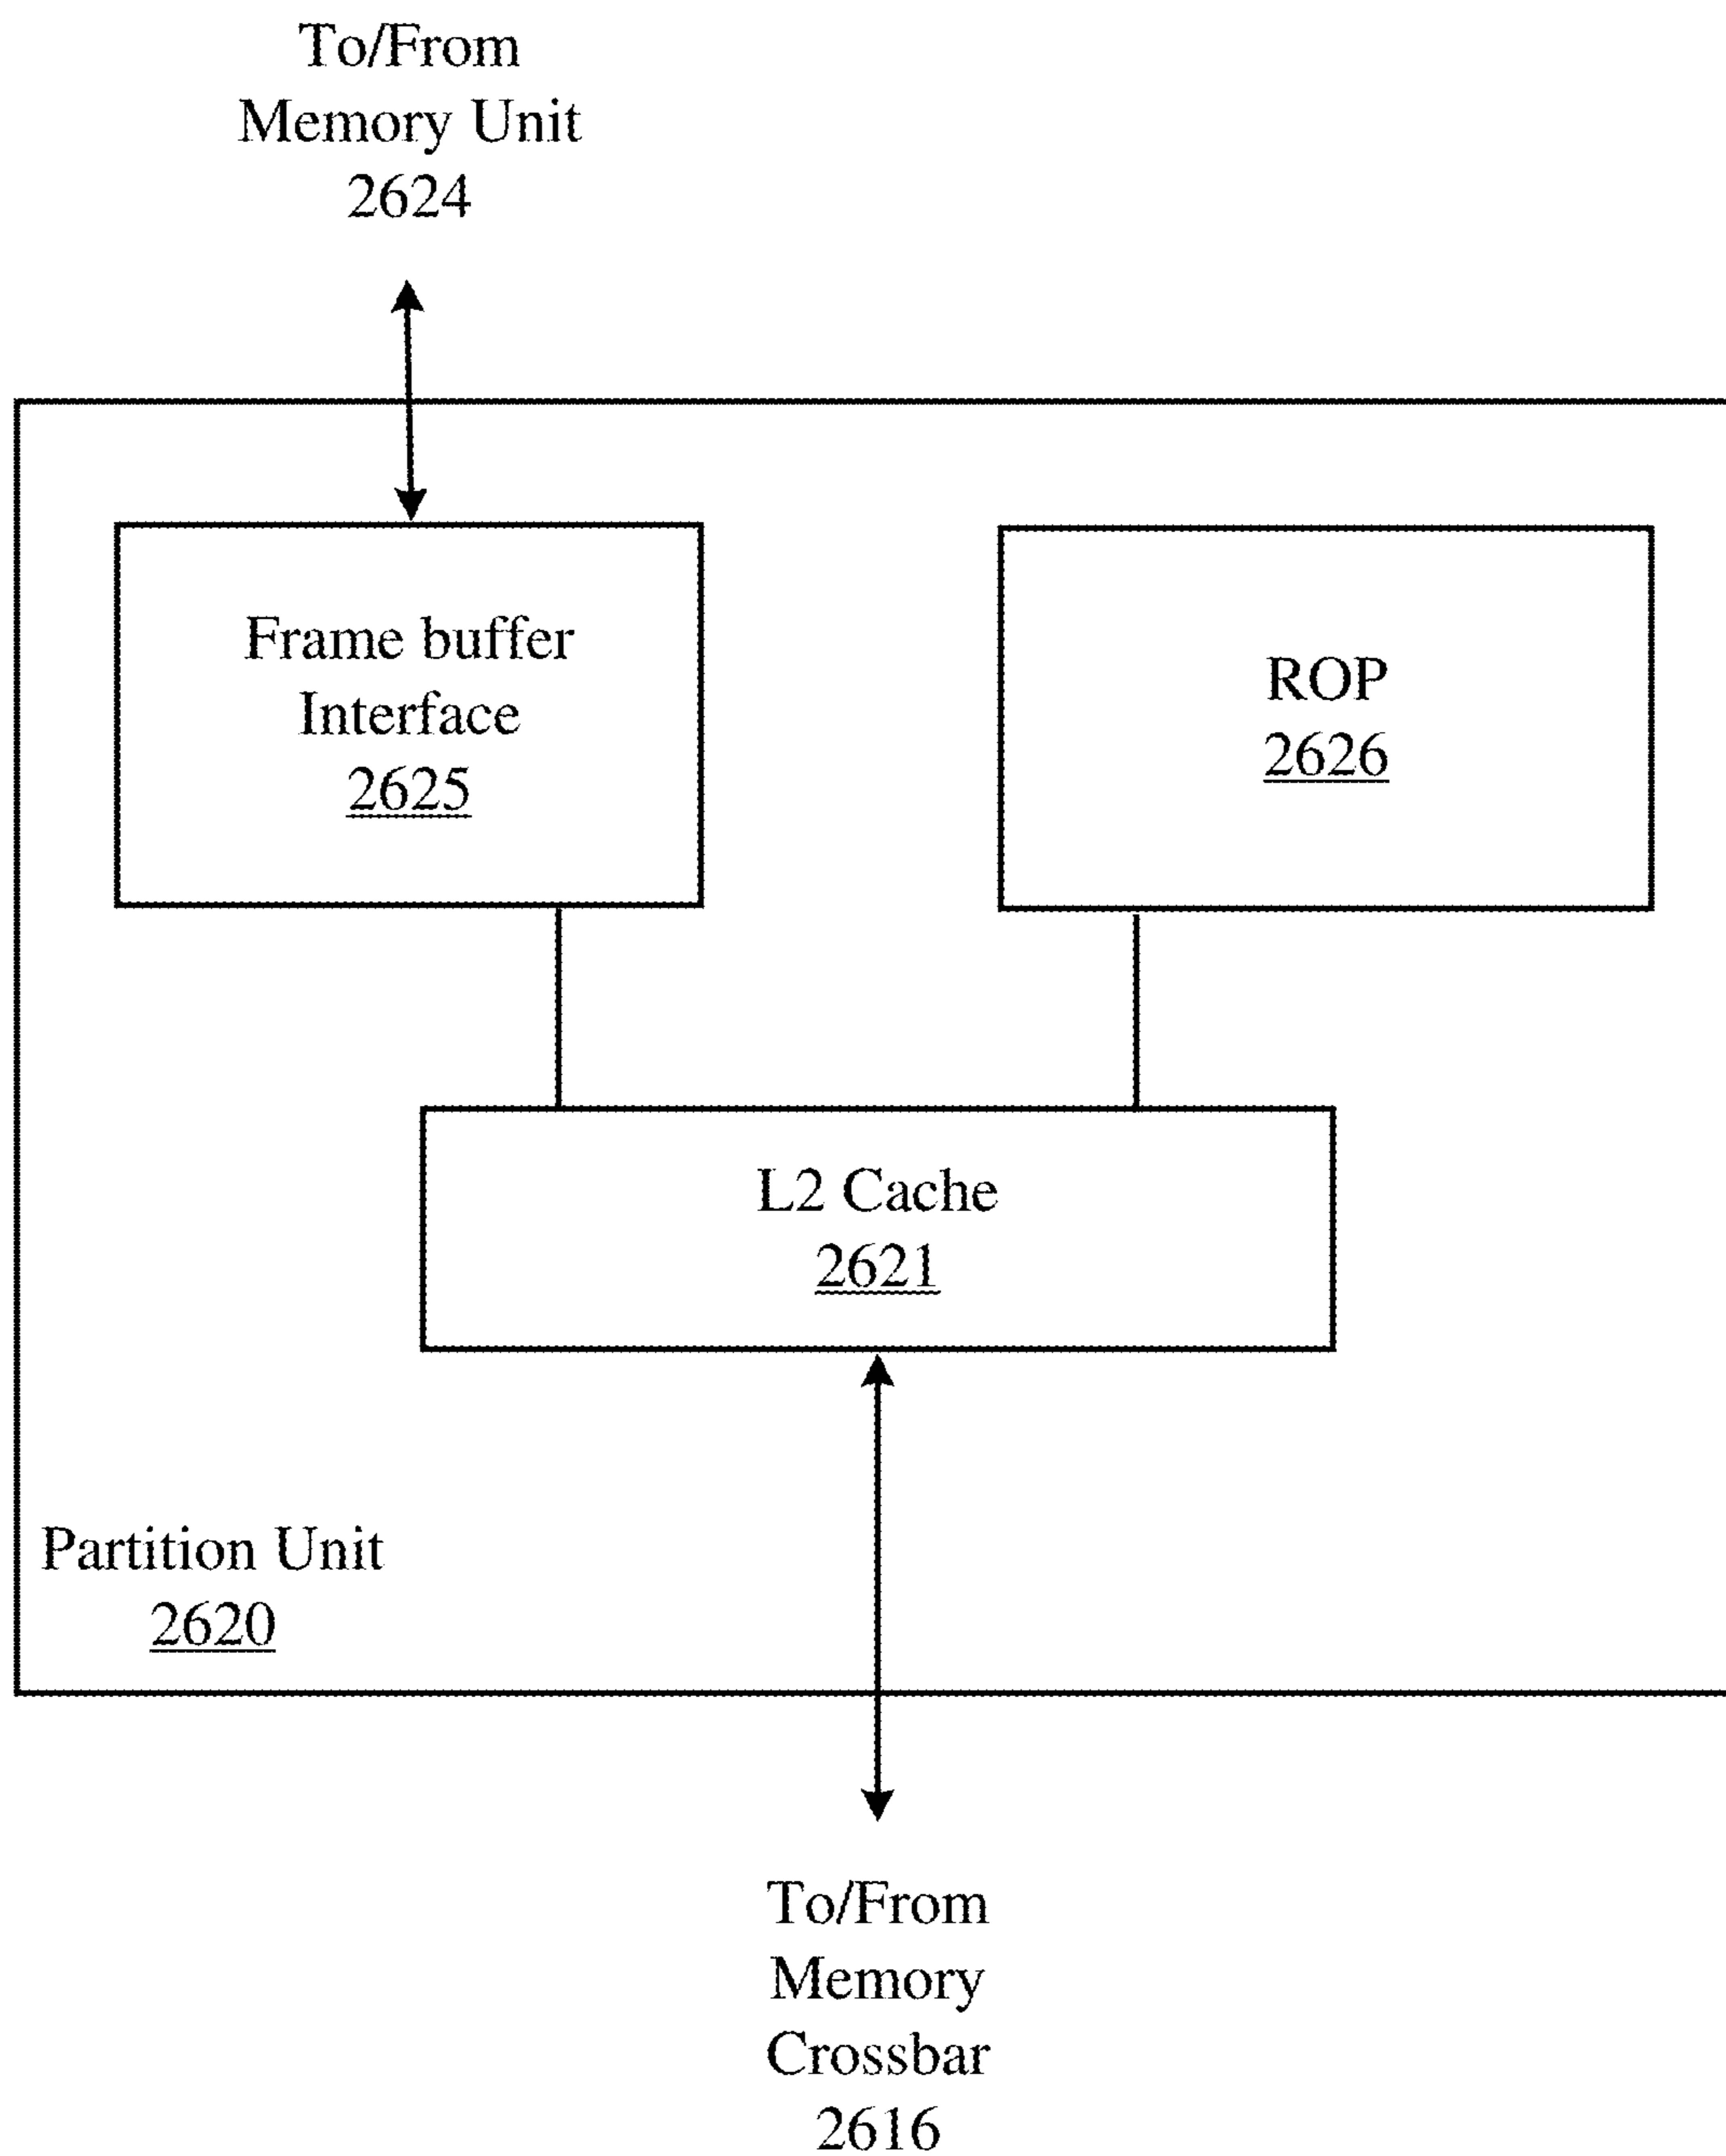 To/From
Memory Unit
2624
Frame buffer
Interface
2625
ROP
2626
L2 Cache
2621
Partition Unit
2620
To/From
Memory
Crossbar
2616